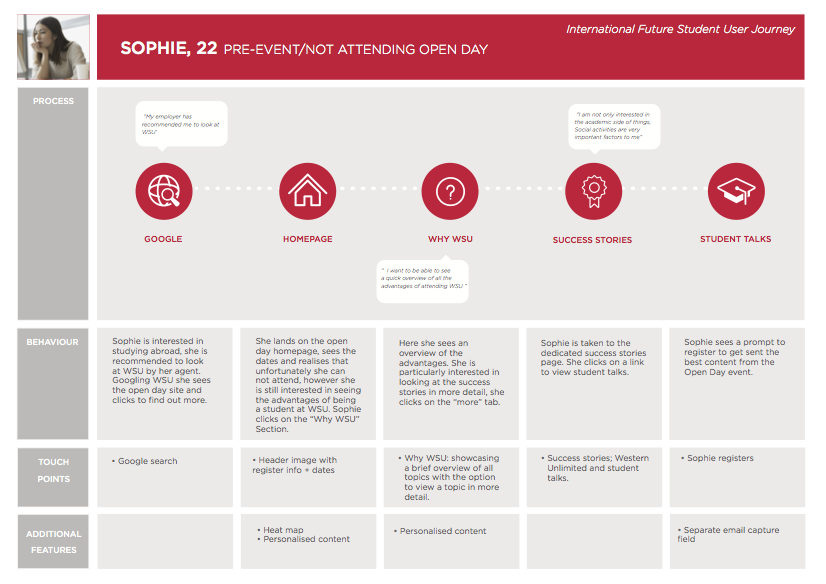 International Future Student User Journey
SOPHIE, 22 PRE-EVENT/NOT ATTENDING OPEN DAY
PROCESS
"My employer has
recommended me to look at
WSU"
"I am not only interested in
the academic side of things,
Social activities are very
important factors to me"
GOOGLE
HOMEPAGE
?
WHY WSU
SUCCESS STORIES
STUDENT TALKS
" I want to be able to see
a quick overview of all the
advantages of attending WSU "
BEHAVIOUR
Sophie is interested in
studying abroad, she is
recommended to look
at WSU by her agent.
Googling WSU she sees
the open day site and
clicks to find out more.
She lands on the open
day homepage, sees the
dates and realises that
unfortunately she can
not attend, however she
is still interested in seeing
the advantages of being
a student at WSU. Sophie
clicks on the "Why WSU"
Section.
Here she sees an
overview of the
advantages. She is
particularly interested in
looking at the success
stories in more detail, she
clicks on the "more" tab.
Sophie is taken to the
dedicated success stories
page. She clicks on a link
to view student talks.
Sophie sees a prompt to
register to get sent the
best content from the
Open Day event.
TOUCH
POINTS
• Google search
• Header image with
register info + dates
• Why WSU: showcasing
a brief overview of all
topics with the option
to view a topic in more
detail.
• Success stories; Western
Unlimited and student
talks.
• Sophie registers
ADDITIONAL
FEATURES
• Heat map
• Personalised content
• Personalised content
• Separate email capture
field